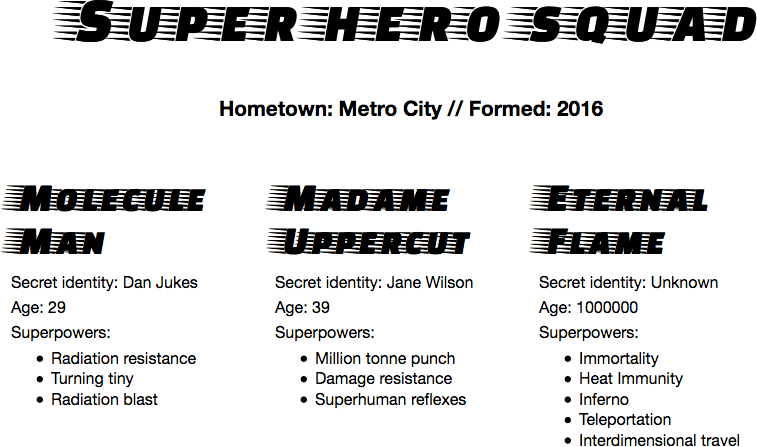 SUPER HERO SQUAD
Hometown: Metro City // Formed: 2016
MOLECULE
MAN
Secret identity: Dan Jukes
Age: 29
Superpowers:
Radiation resistance
Turning tiny
Radiation blast
MADAME
UPPERCUT
Secret identity: Jane Wilson
Age: 39
Superpowers:
Million tonne punch
Damage resistance
Superhuman reflexes
ETERNAL
FLAME
Secret identity: Unknown
Age: 1000000
Superpowers:
Immortality
Heat Immunity
Inferno
Teleportation
Interdimensional travel